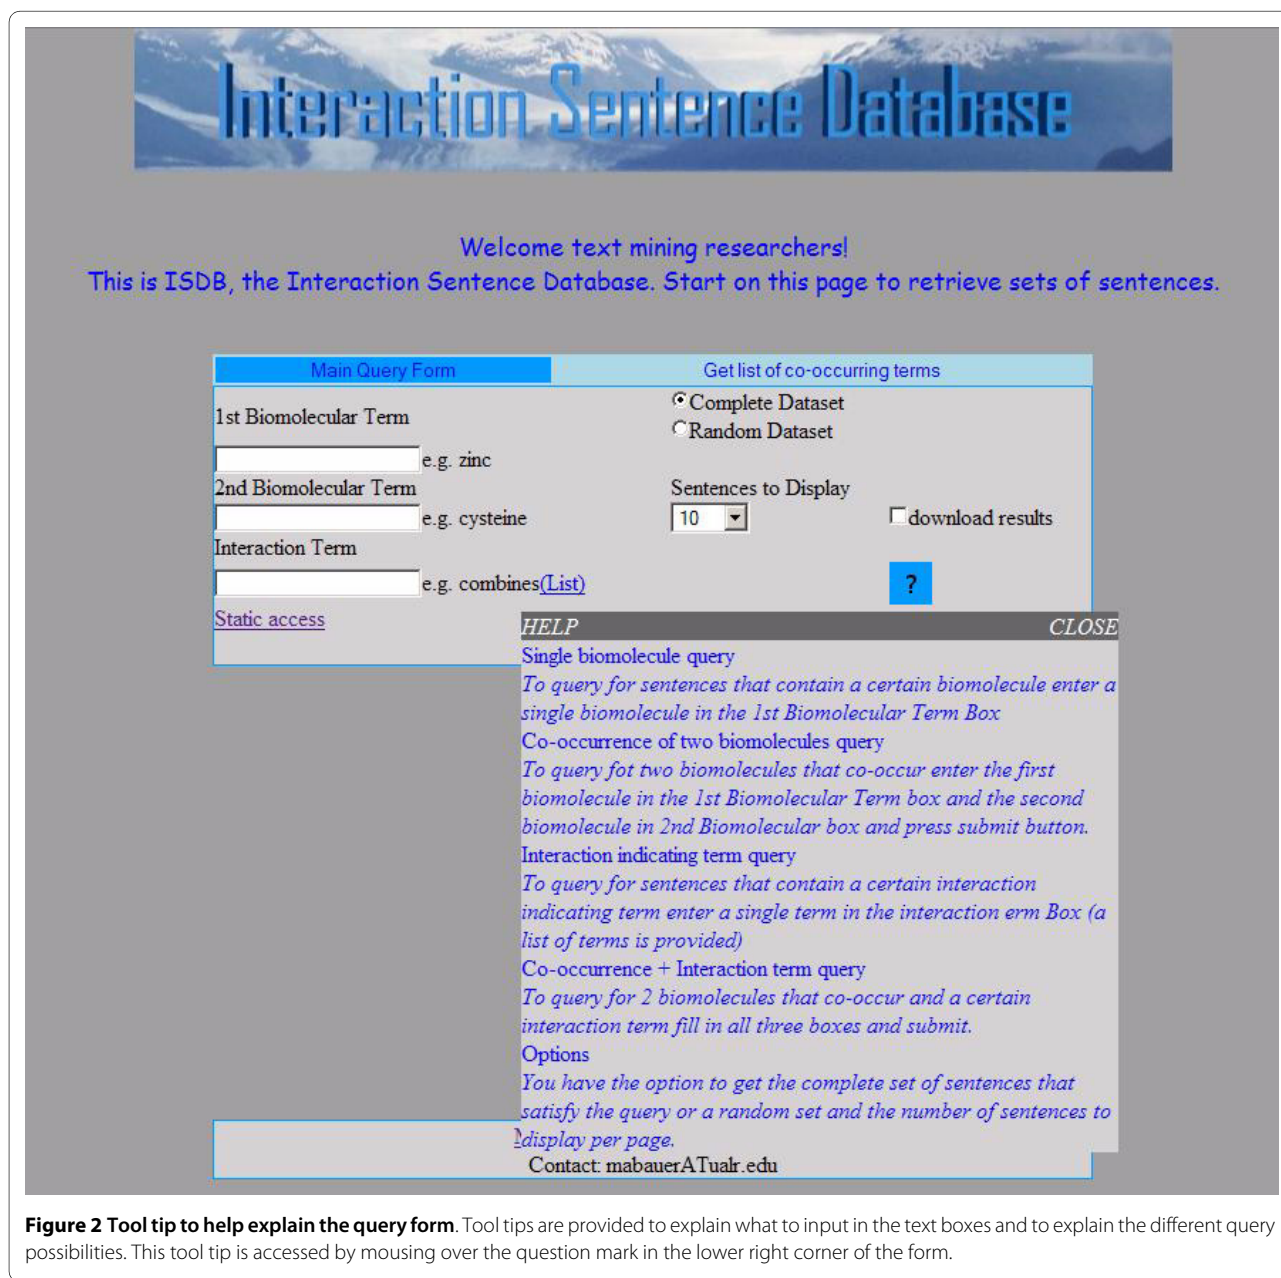 Interaction Sentence Database
Welcome text mining researchers!
This is ISDB, the Interaction Sentence Database. Start on this page to retrieve sets of sentences.
Main Query Form
Get list of co-occurring terms
1st Biomolecular Term
Complete Dataset
Random Dataset
e.g. zinc
2nd Biomolecular Term
Sentences to Display
e.g. cysteine
10
download results
Interaction Term
e.g. combines(List)
?
Static access
HELP CLOSE
Single biomolecule query
To query for sentences that contain a certain biomolecule enter a
single biomolecule in the 1st Biomolecular Term Box
Co-occurrence of two biomolecules query
To query fot two biomolecules that co-occur enter the first
biomolecule in the 1st Biomolecular Term box and the second
biomolecule in 2nd Biomolecular box and press submit button.
Interaction indicating term query
To query for sentences that contain a certain interaction
indicating term enter a single term in the interaction erm Box (a
list of terms is provided)
Co-occurrence + Interaction term query
To query for 2 biomolecules that co-occur and a certain
interaction term fill in all three boxes and submit.
Options
You have the option to get the complete set of sentences that
satisfy the query or a random set and the number of sentences to
display per page.
Contact: mabauerATualr.edu
Figure 2 Tool tip to help explain the query form. Tool tips are provided to explain what to input in the text boxes and to explain the different query
possibilities. This tool tip is accessed by mousing over the question mark in the lower right corner of the form.